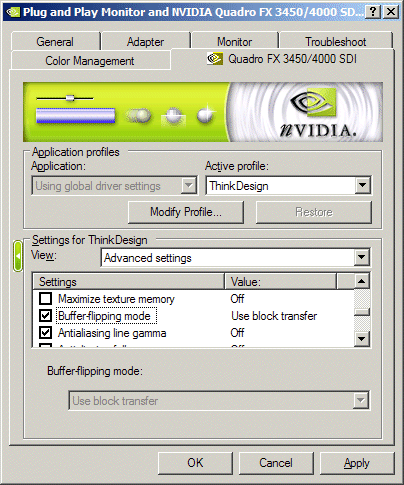 Plug and Play Monitor and NVIDIA Quadro FX 3450/4000 SD...
General Adapter Monitor Troubleshoot
Color Management Quadro FX 3450/4000 SDI
nVIDIA.
Application profiles
Application: Active profile:
Using global driver settings ThinkDesign
Modify Profile... Restore
Settings for ThinkDesign
View: Advanced settings
Settings Value:
Maximize texture memory Off
Buffer-flipping mode Use block transfer
Antialiasing line gamma Off
Buffer-flipping mode:
Use block transfer
OK Cancel Apply